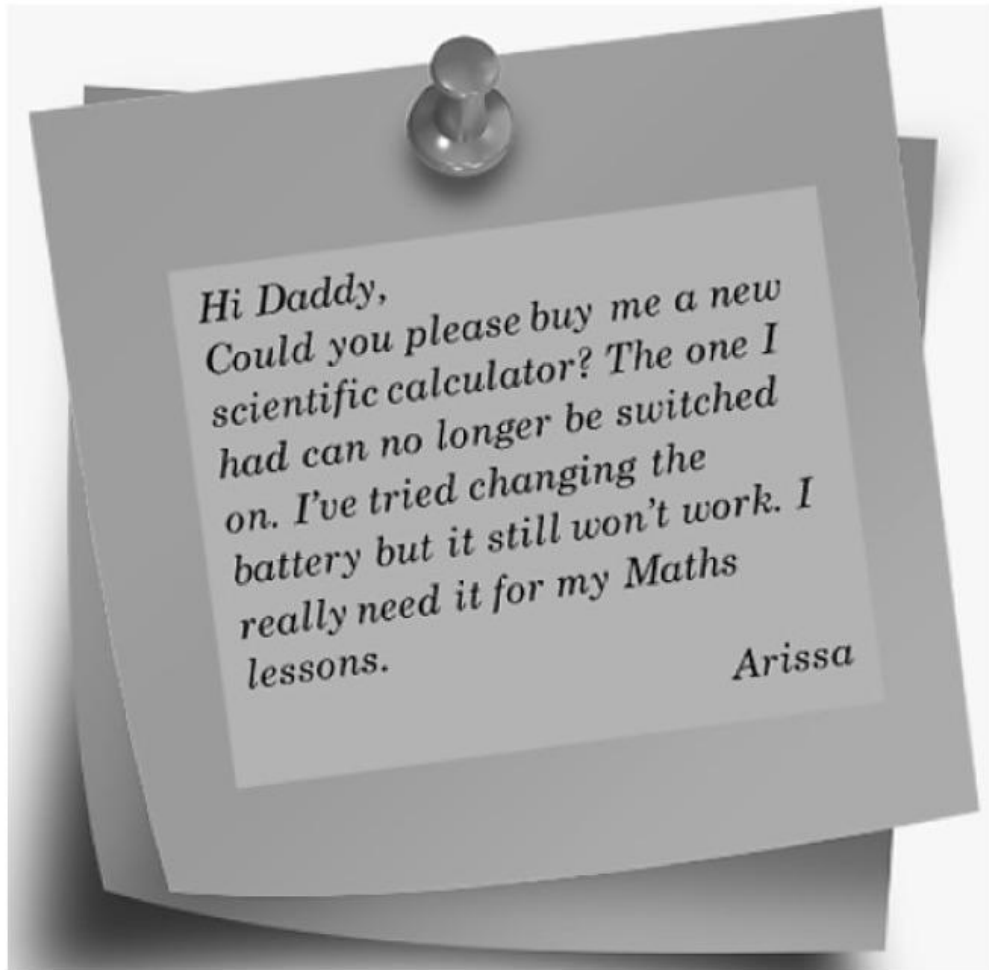 Hi Daddy,
Could you please buy me a new
scientific calculator? The one I
had can no longer be switched
on. I've tried changing the
battery but it still won't work. I
really need it for my Maths
lessons.
Arissa